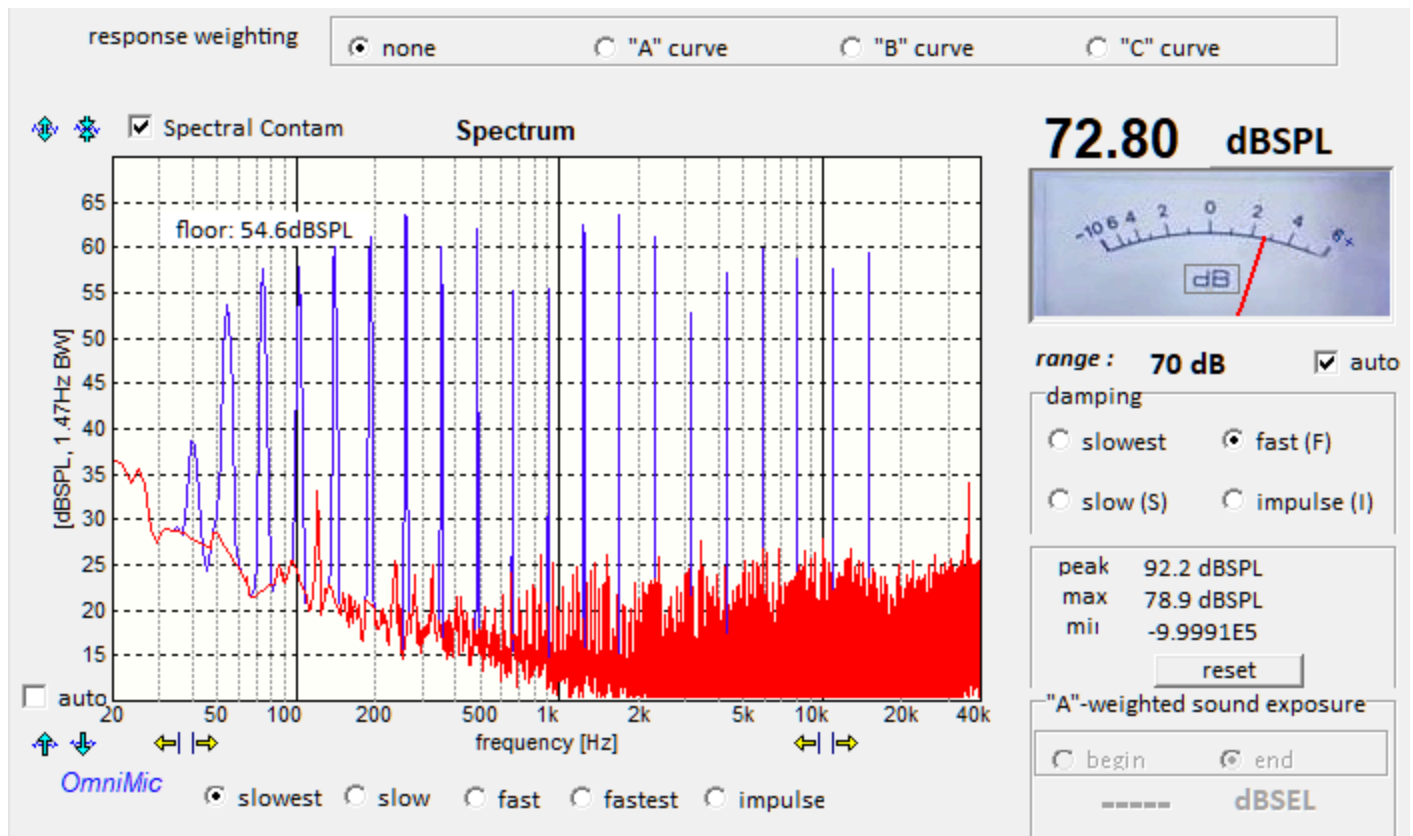 response weighting
none
"A" curve
"B" curve
"C" curve
Spectral Contam
Spectrum
72.80 dBSPL
floor: 54.6dBSPL
-10 6 4 2 0 2 4 6+
dB
[dBSPL, 1.47Hz BW]
65
60
55
50
45
40
35
30
25
20
15
auto
20 50 100 200 500 1k 2k 5k 10k 20k 40k
frequency [Hz]
OmniMic
slowest
slow
fast
fastest
impulse
range : 70 dB
auto
damping
slowest
fast (F)
slow (S)
impulse (I)
peak 92.2 dBSPL
max 78.9 dBSPL
-9.9991E5
reset
"A"-weighted sound exposure
begin
end
----- dBSEL